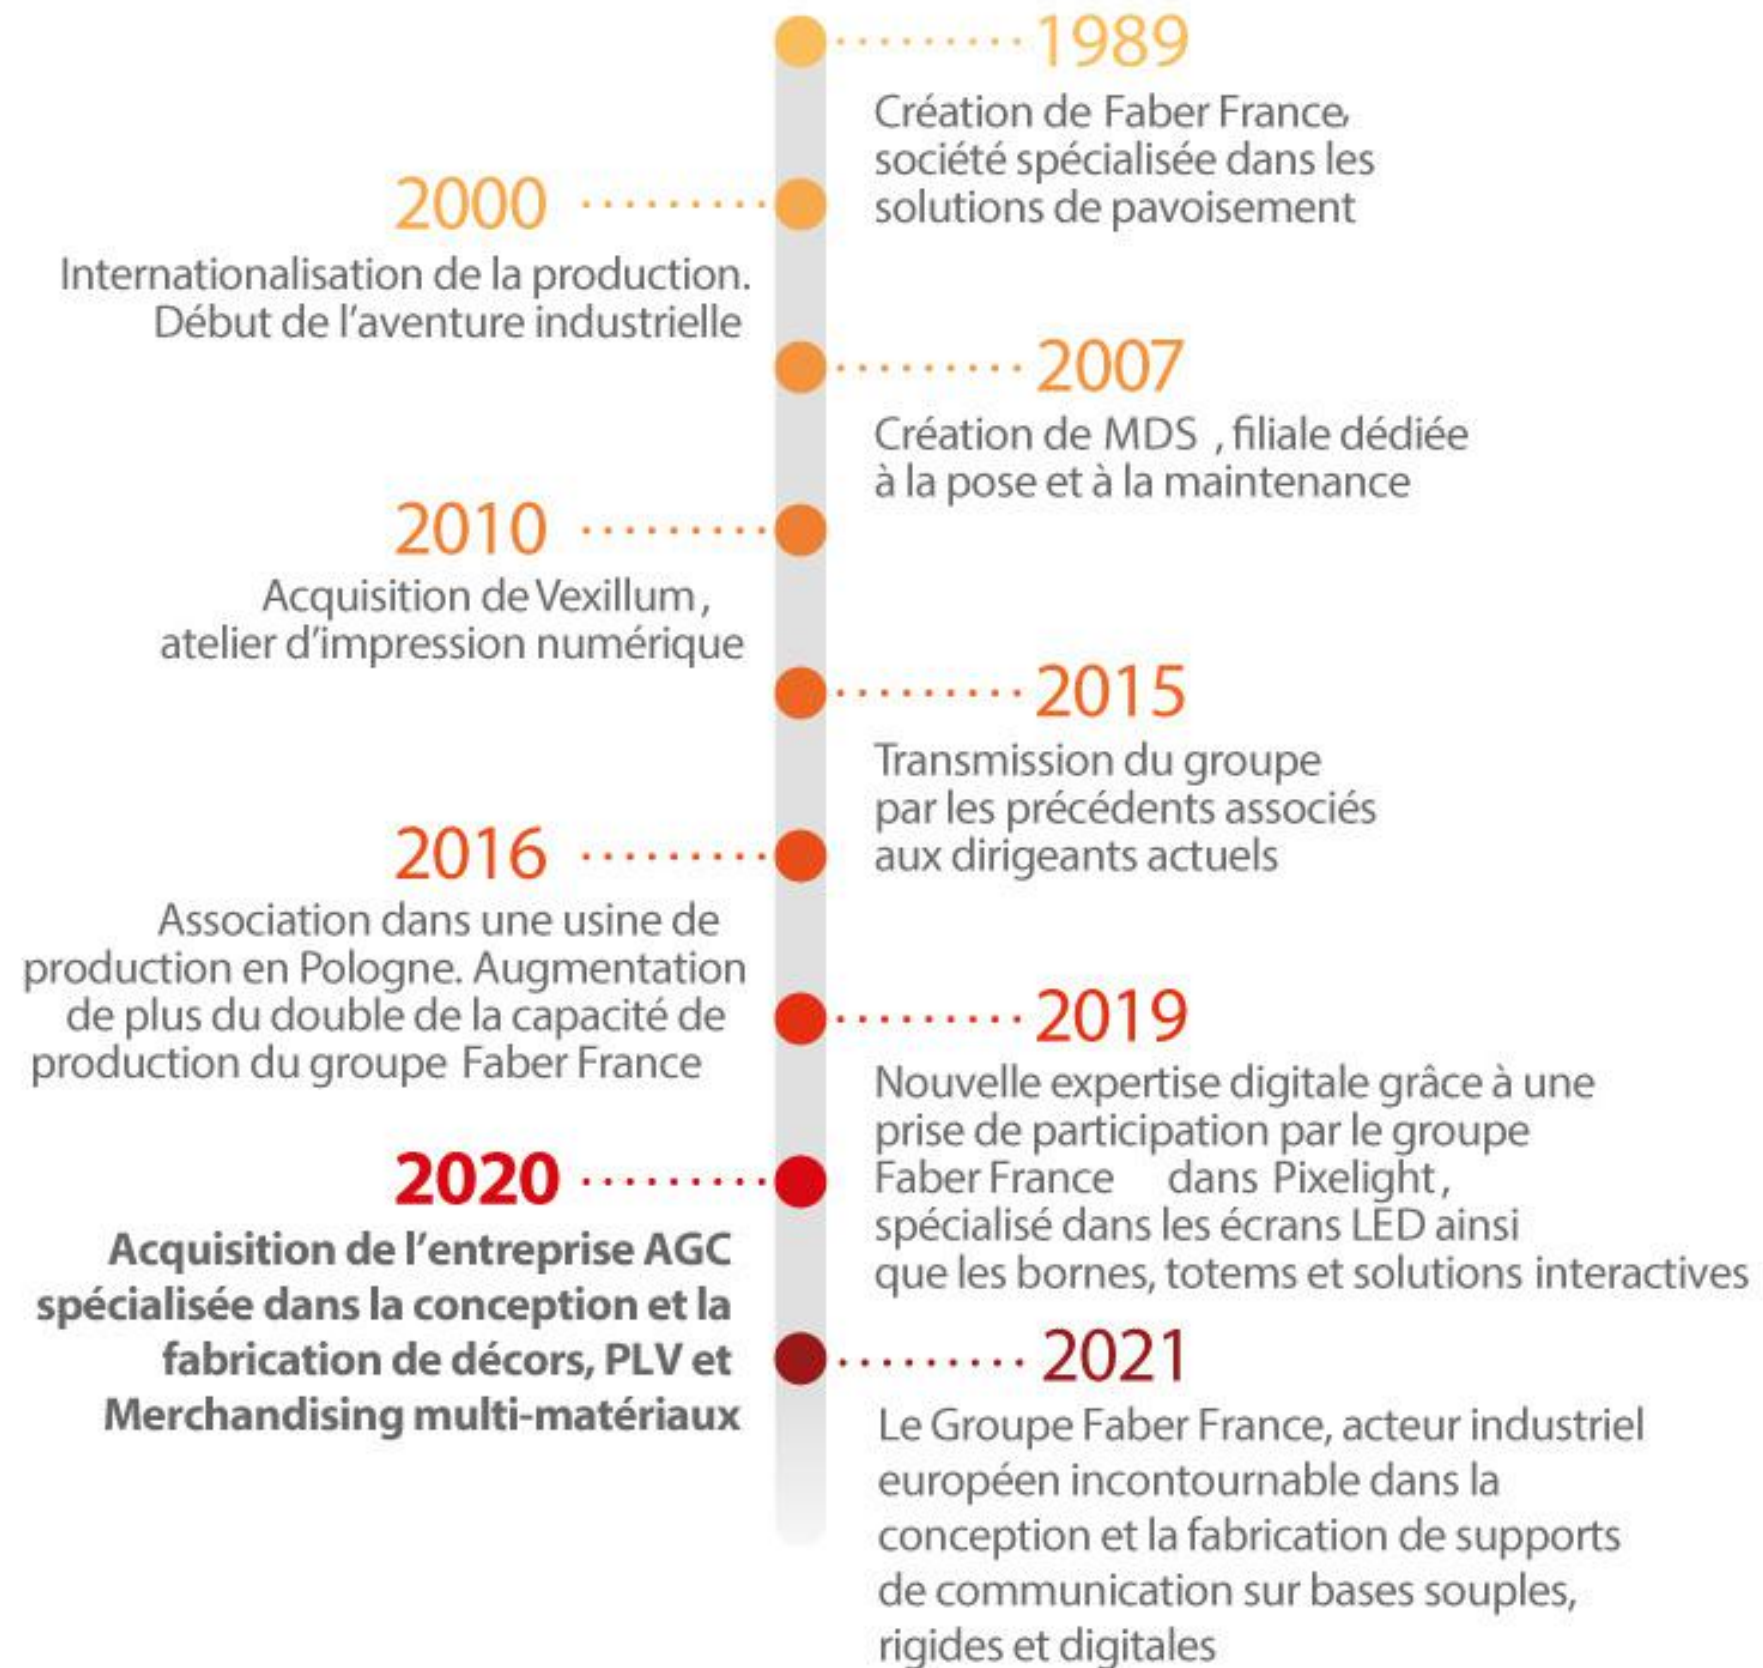 1989
Création de Faber France,
société spécialisée dans les
solutions de pavoisement
2000
Internationalisation de la production.
Début de l'aventure industrielle
2007
Création de MDS , filiale dédiée
à la pose et à la maintenance
2010
Acquisition de Vexillum,
atelier d'impression numérique
2015
Transmission du groupe
par les précédents associés
aux dirigeants actuels
2016
Association dans une usine de
production en Pologne. Augmentation
de plus du double de la capacité de
production du groupe Faber France
2019
Nouvelle expertise digitale grâce à une
prise de participation par le groupe
Faber France dans Pixelight,
spécialisé dans les écrans LED ainsi
que les bornes, totems et solutions interactives
2020
Acquisition de l'entreprise AGC
spécialisée dans la conception et la
fabrication de décors, PLV et
Merchandising multi-matériaux
2021
Le Groupe Faber France, acteur industriel
européen incontournable dans la
conception et la fabrication de supports
de communication sur bases souples,
rigides et digitales